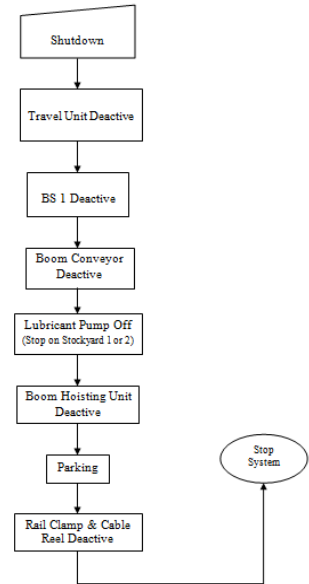 Shutdown
Travel Unit Deactive
BS 1 Deactive
Boom Conveyor
Deactive
Lubricant Pump Off
(Stop on Stockyard 1 or 2)
Boom Hoisting Unit
Deactive
Parking
Rail Clamp & Cable
Reel Deactive
Stop
System